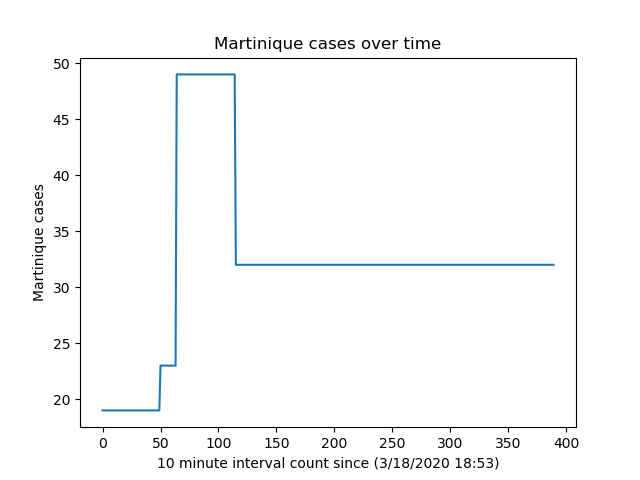 Martinique cases over time
50
45
40
35
30
25
20
Martinique cases
0 50 100 150 200 250 300 350 400
10 minute interval count since (3/18/2020 18:53)